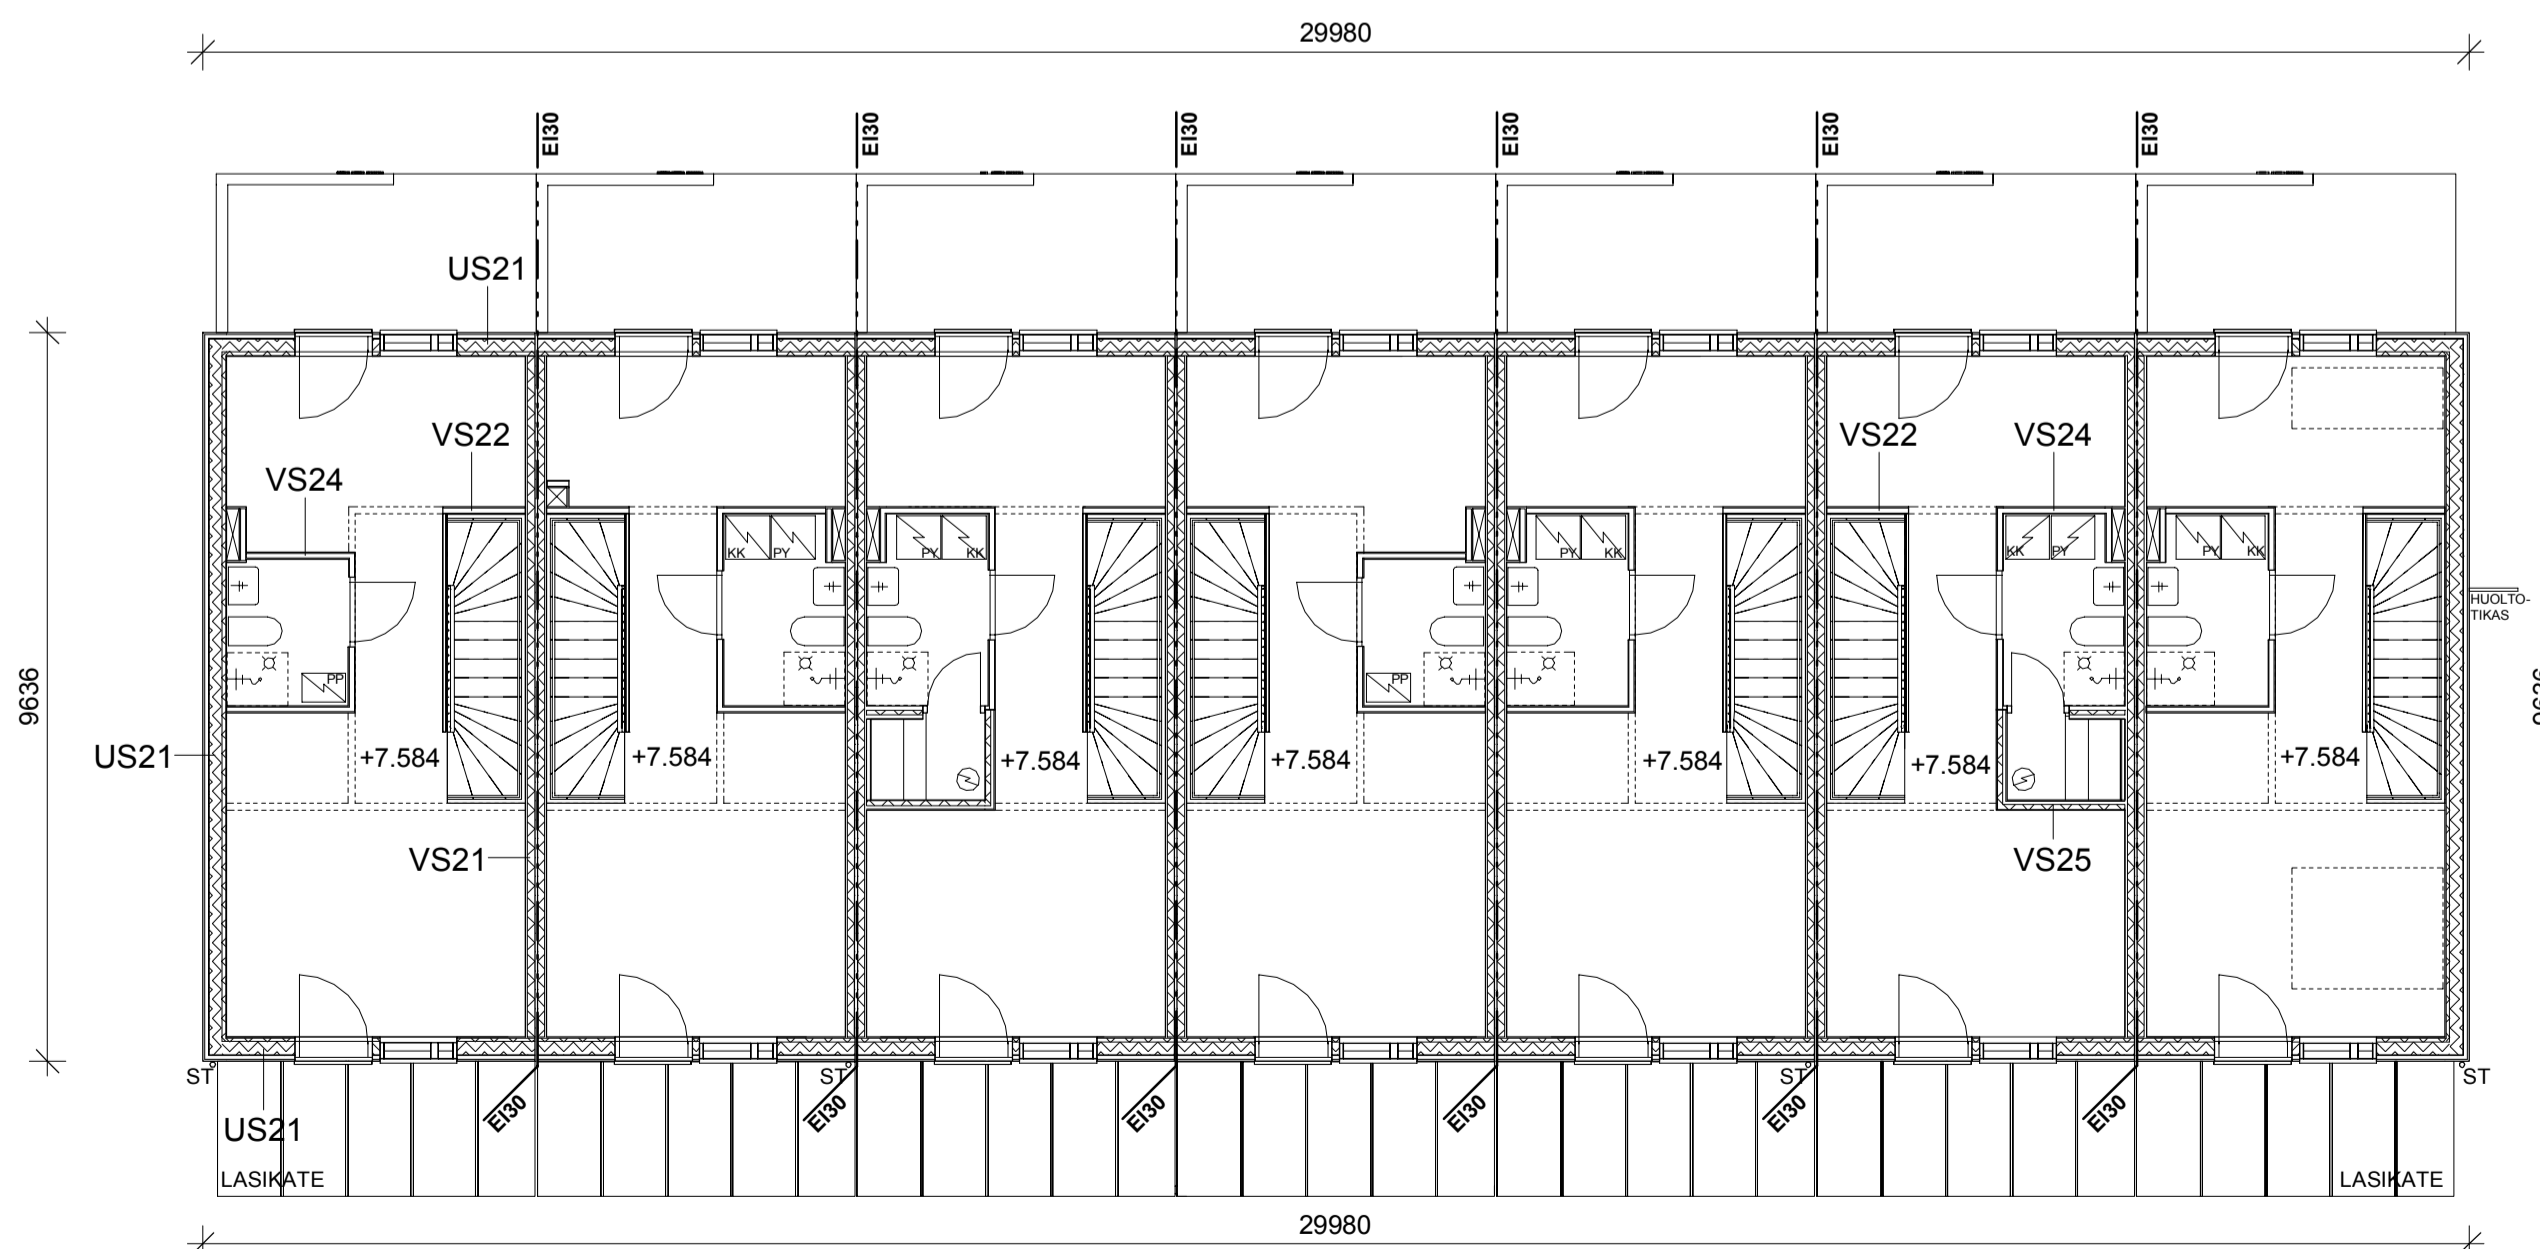 29980
EI30
EI30
EI30
EI30
EI30
EI30
US21
VS22
VS22
VS24
VS24
KK
PY
PY
KK
PY
KK
KK
PY
PY
KK
HUOLTO-
TIKAS
PP
PP
9636
9636
US21
+7.584
+7.584
+7.584
+7.584
+7.584
+7.584
+7.584
VS21
VS25
ST
ST
ST
ST
EI30
EI30
EI30
EI30
EI30
EI30
US21
LASIKATE
LASIKATE
29980